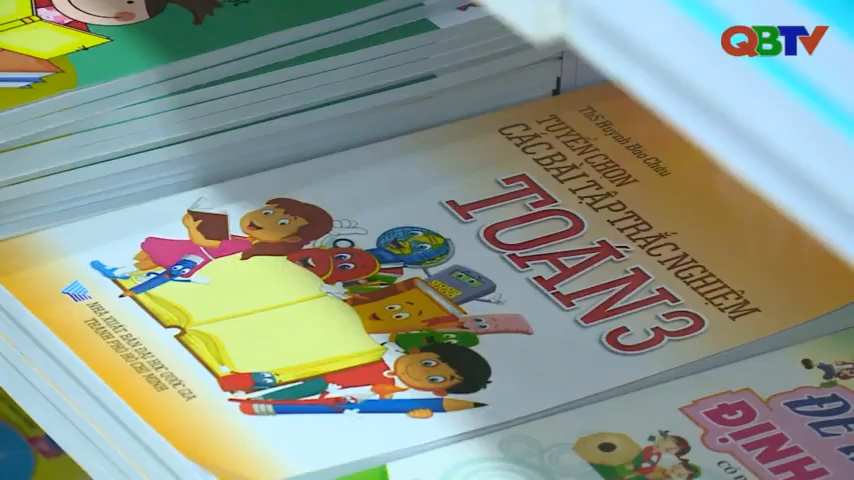 QBTV
ThS Huỳnh Bảo Châu
TUYỂN CHỌN
CÁC BÀI TẬP TRẮC NGHIỆM
TOÁN 3
NHÀ XUẤT BẢN ĐẠI HỌC QUỐC GIA
THÀNH PHỐ HỒ CHÍ MINH
ĐỊNH